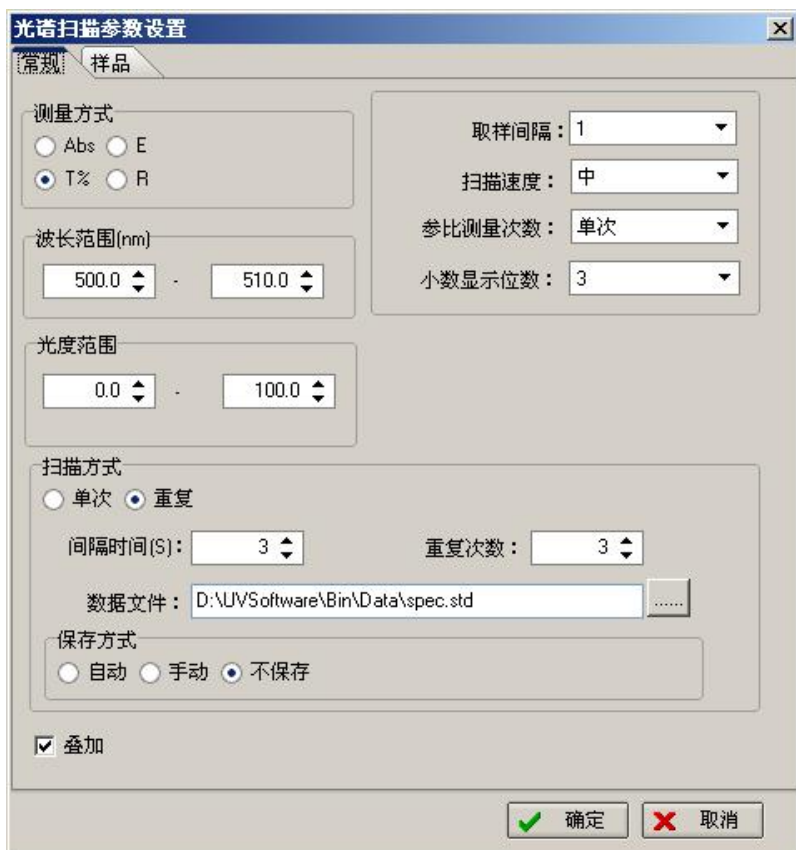 光谱扫描参数设置
常规 样品
测量方式
Abs E
T% R
取样间隔：1
扫描速度：中
参比测量次数：单次
小数显示位数：3
波长范围(nm)
500.0 - 510.0
光度范围
0.0 - 100.0
扫描方式
单次 重复
间隔时间(S)：3 重复次数：3
数据文件：D:\UVSoftware\Bin\Data\spec.std ......
保存方式
自动 手动 不保存
叠加
确定 取消